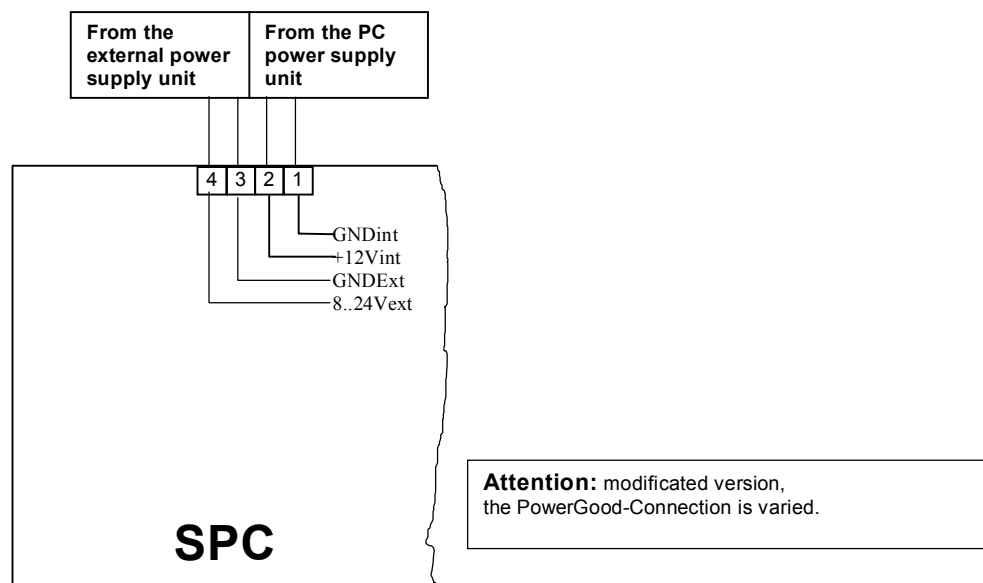 From the
external power
supply unit
From the PC
power supply
unit
4 3 2 1
GNDint
+12Vint
GNDExt
8..24Vext
Attention: modificated version,
the PowerGood-Connection is varied.
SPC